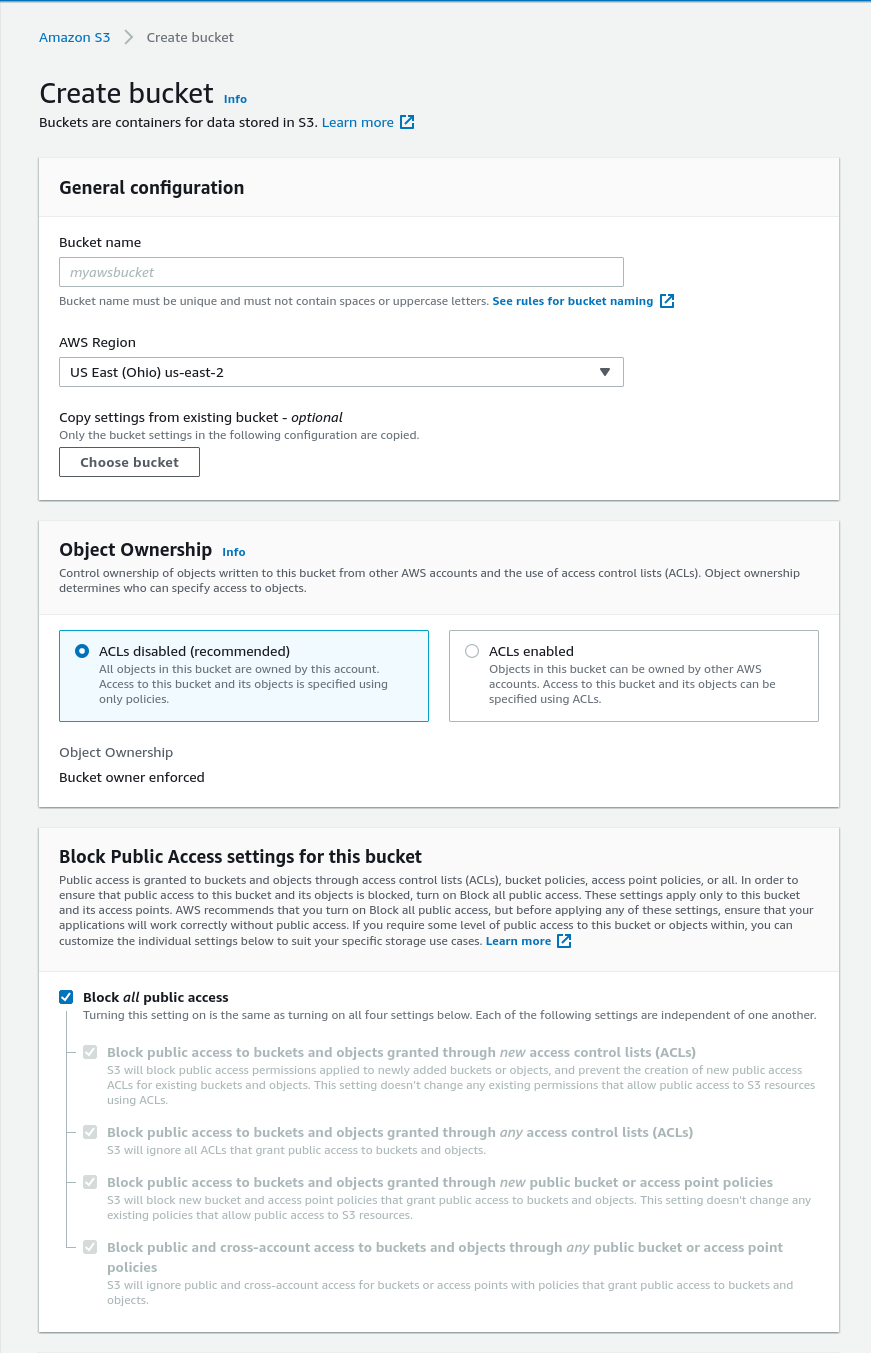 Amazon S3 > Create bucket
Create bucket Info
Buckets are containers for data stored in S3. Learn more
General configuration
Bucket name
myawsbucket
Bucket name must be unique and must not contain spaces or uppercase letters. See rules for bucket naming
AWS Region
US East (Ohio) us-east-2
Copy settings from existing bucket - optional
Only the bucket settings in the following configuration are copied.
Choose bucket
Object Ownership Info
Control ownership of objects written to this bucket from other AWS accounts and the use of access control lists (ACLs). Object ownership
determines who can specify access to objects.
ACLs disabled (recommended)
All objects in this bucket are owned by this account.
Access to this bucket and its objects is specified using
only policies.
ACLs enabled
Objects in this bucket can be owned by other AWS
accounts. Access to this bucket and its objects can be
specified using ACLs.
Object Ownership
Bucket owner enforced
Block Public Access settings for this bucket
Public access is granted to buckets and objects through access control lists (ACLs), bucket policies, access point policies, or all. In order to
ensure that public access to this bucket and its objects is blocked, turn on Block all public access. These settings apply only to this bucket
and its access points. AWS recommends that you turn on Block all public access, but before applying any of these settings, ensure that your
applications will work correctly without public access. If you require some level of public access to this bucket or objects within, you can
customize the individual settings below to suit your specific storage use cases. Learn more
Block all public access
Turning this setting on is the same as turning on all four settings below. Each of the following settings are independent of one another.
Block public access to buckets and objects granted through new access control lists (ACLs)
S3 will block public access permissions applied to newly added buckets or objects, and prevent the creation of new public access
ACLs for existing buckets and objects. This setting doesn't change any existing permissions that allow public access to S3 resources
using ACLs.
Block public access to buckets and objects granted through any access control lists (ACLs)
S3 will ignore all ACLs that grant public access to buckets and objects.
Block public access to buckets and objects granted through new public bucket or access point policies
S3 will block new bucket and access point policies that grant public access to buckets and objects. This setting doesn't change any
existing policies that allow public access to S3 resources.
Block public and cross-account access to buckets and objects through any public bucket or access point
policies
S3 will ignore public and cross-account access for buckets or access points with policies that grant public access to buckets and
objects.